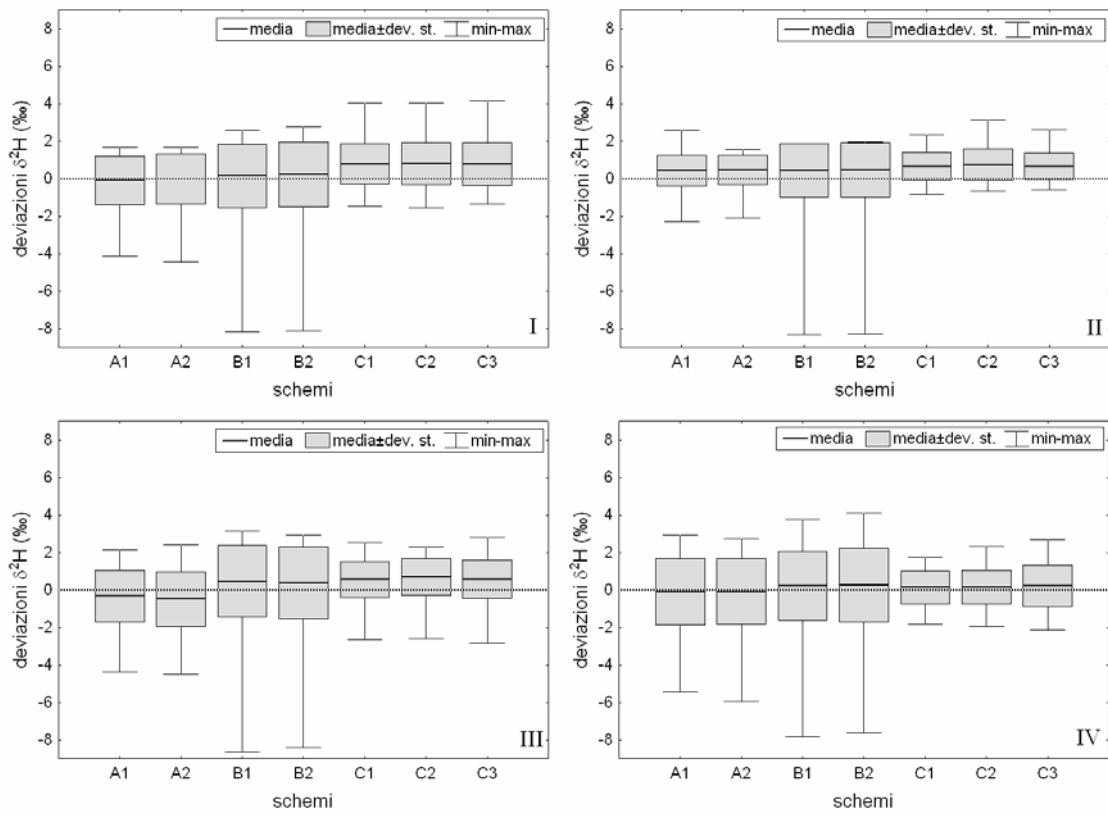 media media±dev. st. min-max
deviazioni δ²H (‰)
8
6
4
2
0
-2
-4
-6
-8
I
A1 A2 B1 B2 C1 C2 C3
schemi
media media±dev. st. min-max
deviazioni δ²H (‰)
8
6
4
2
0
-2
-4
-6
-8
II
A1 A2 B1 B2 C1 C2 C3
schemi
media media±dev. st. min-max
deviazioni δ²H (‰)
8
6
4
2
0
-2
-4
-6
-8
III
A1 A2 B1 B2 C1 C2 C3
schemi
media media±dev. st. min-max
deviazioni δ²H (‰)
8
6
4
2
0
-2
-4
-6
-8
IV
A1 A2 B1 B2 C1 C2 C3
schemi